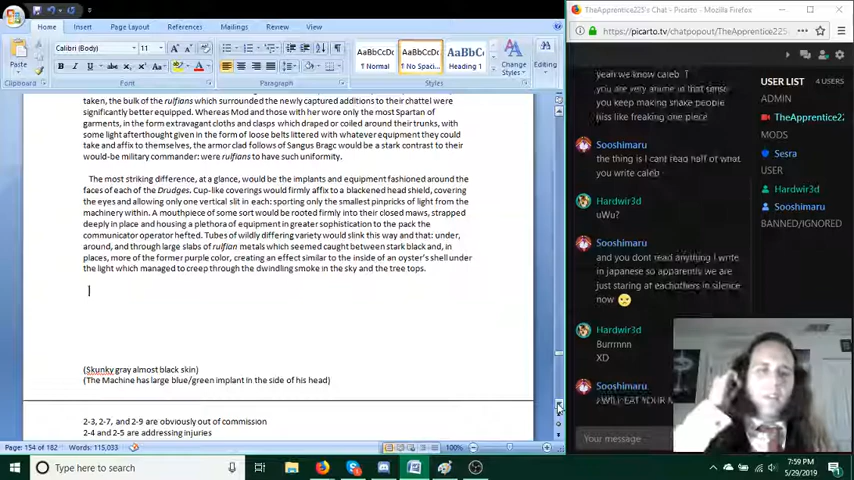 Home
Insert
Page Layout
References
Mailings
Review
View
Paste
Calibri (Body)
11
AaBbCcDc
AaBbCcDc
AaBbCc
1 Normal
1 No Spaci...
Heading 1
Change
Styles
Editing
Clipboard
Font
Paragraph
Styles
taken, the bulk of the rulfians which surrounded the newly captured additions to their chattel were
significantly better equipped. Whereas Mod and those with her wore only the most Spartan of
garments, in the form extravagant cloths and clasps which draped or coiled around their trunks, with
some light afterthought given in the form of loose belts littered with whatever equipment they could
take and affix to themselves, the armor clad follows of Sangus Bragc would be a stark contrast to their
would-be military commander: were rulfians to have such uniformity.
The most striking difference, at a glance, would be the implants and equipment fashioned around the
faces of each of the Drudges. Cup-like coverings would firmly affix to a blackened head shield, covering
the eyes and allowing only one vertical slit in each: sporting only the smallest pinpricks of light from the
machinery within. A mouthpiece of some sort would be rooted firmly into their closed maws, strapped
deeply in place and housing a plethora of equipment in greater sophistication to the pack the
communicator operator hefted. Tubes of wildly differing variety would slink this way and that: under,
around, and through large slabs of rulfian metals which seemed caught between stark black and, in
places, more of the former purple color, creating an effect similar to the inside of an oyster's shell under
the light which managed to creep through the dwindling smoke in the sky and the tree tops.
(Skunky gray almost black skin)
(The Machine has large blue/green implant in the side of his head)
2-3, 2-7, and 2-9 are obviously out of commission
2-4 and 2-5 are addressing injuries
Page: 154 of 182
Words: 115,033
100%
Type here to search
TheApprentice225's Chat - Picarto - Mozilla Firefox
https://picarto.tv/chatpopout/TheApprentice225
yeah we know caleb
you are very anime in that sense
you keep making snake people
(iss like freaking one piece
Sooshimaru
the thing is I cant read half of what
you write caleb
Hardwir3d
uWu?
Sooshimaru
and you dont read anything I write
in japanese so apparently we are
just staring at eachothers in silence
now
Hardwir3d
Burrrnnn
XD
Sooshimaru
I WILL EAT YOUR
Your message
USER LIST
4 USERS
ADMIN
TheApprentice2
MODS
Sesra
Hardwir3d
Sooshimaru
BANNED/IGNORED
7:59 PM
5/29/2019